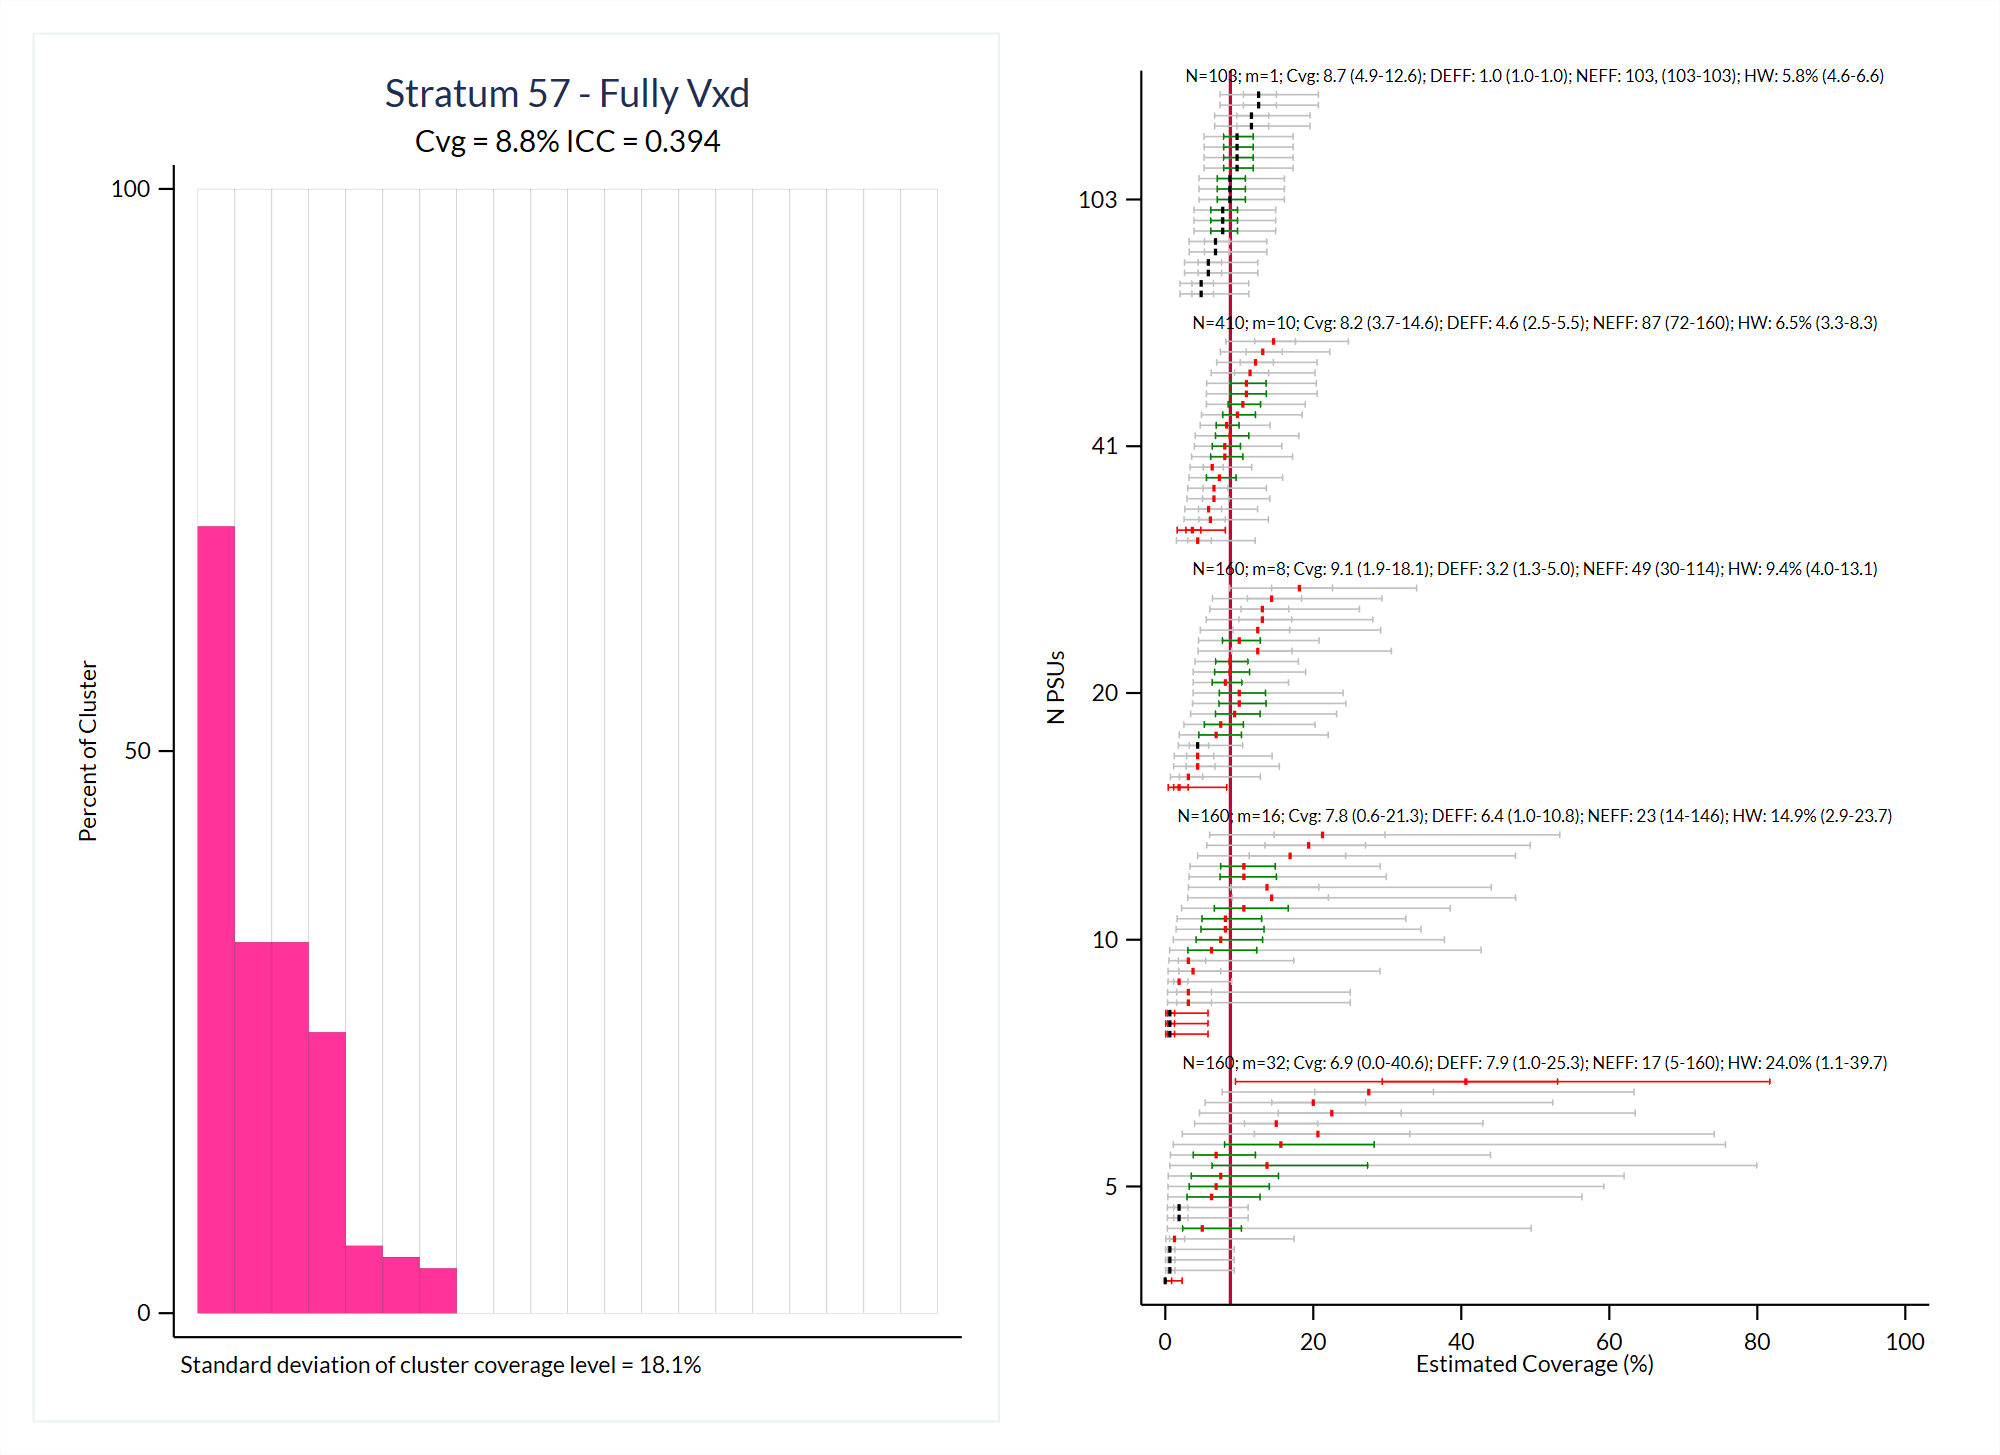 Stratum 57 - Fully Vxd
Cvg = 8.8% ICC = 0.394
100
50
0
Percent of Cluster
Standard deviation of cluster coverage level = 18.1%
N=103; m=1; Cvg: 8.7 (4.9-12.6); DEFF: 1.0 (1.0-1.0); NEFF: 103, (103-103); HW: 5.8% (4.6-6.6)
103
N=410; m=10; Cvg: 8.2 (3.7-14.6); DEFF: 4.6 (2.5-5.5); NEFF: 87 (72-160); HW: 6.5% (3.3-8.3)
41
N=160; m=8; Cvg: 9.1 (1.9-18.1); DEFF: 3.2 (1.3-5.0); NEFF: 49 (30-114); HW: 9.4% (4.0-13.1)
20
N PSUs
N=160; m=16; Cvg: 7.8 (0.6-21.3); DEFF: 6.4 (1.0-10.8); NEFF: 23 (14-146); HW: 14.9% (2.9-23.7)
10
N=160; m=32; Cvg: 6.9 (0.0-40.6); DEFF: 7.9 (1.0-25.3); NEFF: 17 (5-160); HW: 24.0% (1.1-39.7)
5
0 20 40 60 80 100
Estimated Coverage (%)